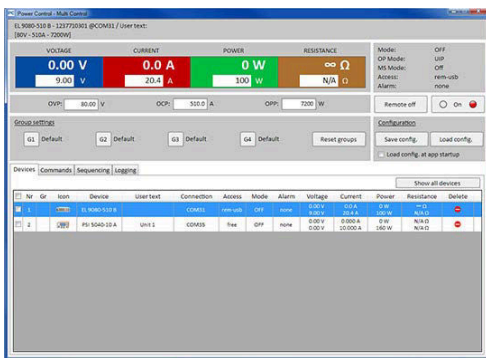 Power Control - Multi Control
EL 9080-510 B - 1237710301 @COM31 / User text:
[80V - 510A - 7200W]
VOLTAGE CURRENT POWER RESISTANCE
0.00 V 0.0 A 0 W ∞ Ω
9.00 V 20.4 A 100 W N/A Ω
Mode: OFF
OP Mode: UIP
MS Mode: Off
Access: rem-usb
Alarm: none
OVP: 30.00 V OCP: 510.0 A OPP: 7200 W
Remote off On
Group settings
G1 Default G2 Default G3 Default G4 Default Reset groups
Configuration
Save config. Load config.
Load config. at app startup
Devices Commands Sequencing Logging
Show all devices
Nr Gr Icon Device User text Connection Access Mode Alarm Voltage Current Power Resistance Delete
1 EL 9080-510 B COM31 rem-usb OFF none 0.00 V 0.0 A 0 W ∞ Ω
9.00 V 20.4 A 100 W N/A Ω
2 PSI 5040-10 A Unit 1 COM35 free OFF none 0.00 V 0.000 A 0 W N/A Ω
0.00 V 10.000 A 160 W N/A Ω